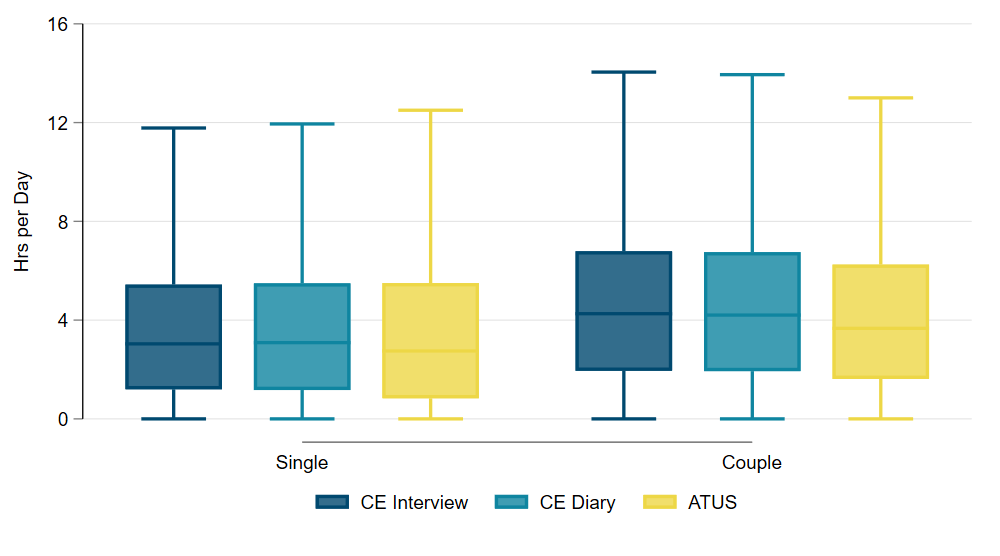 16
12
8
4
0
Hrs per Day
Single
Couple
CE Interview
CE Diary
ATUS